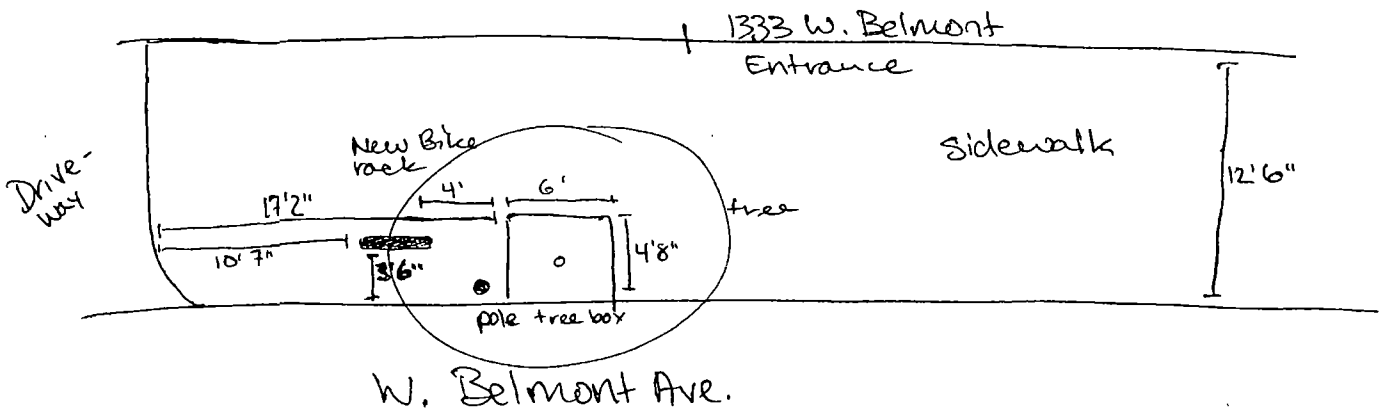 1333 W. Belmont
Entrance
Drive-
way
New Bike
rack
sidewalk
12'6"
4'
6'
17'2"
tree
10'7"
3'6"
4'8"
pole tree box
W. Belmont Ave.